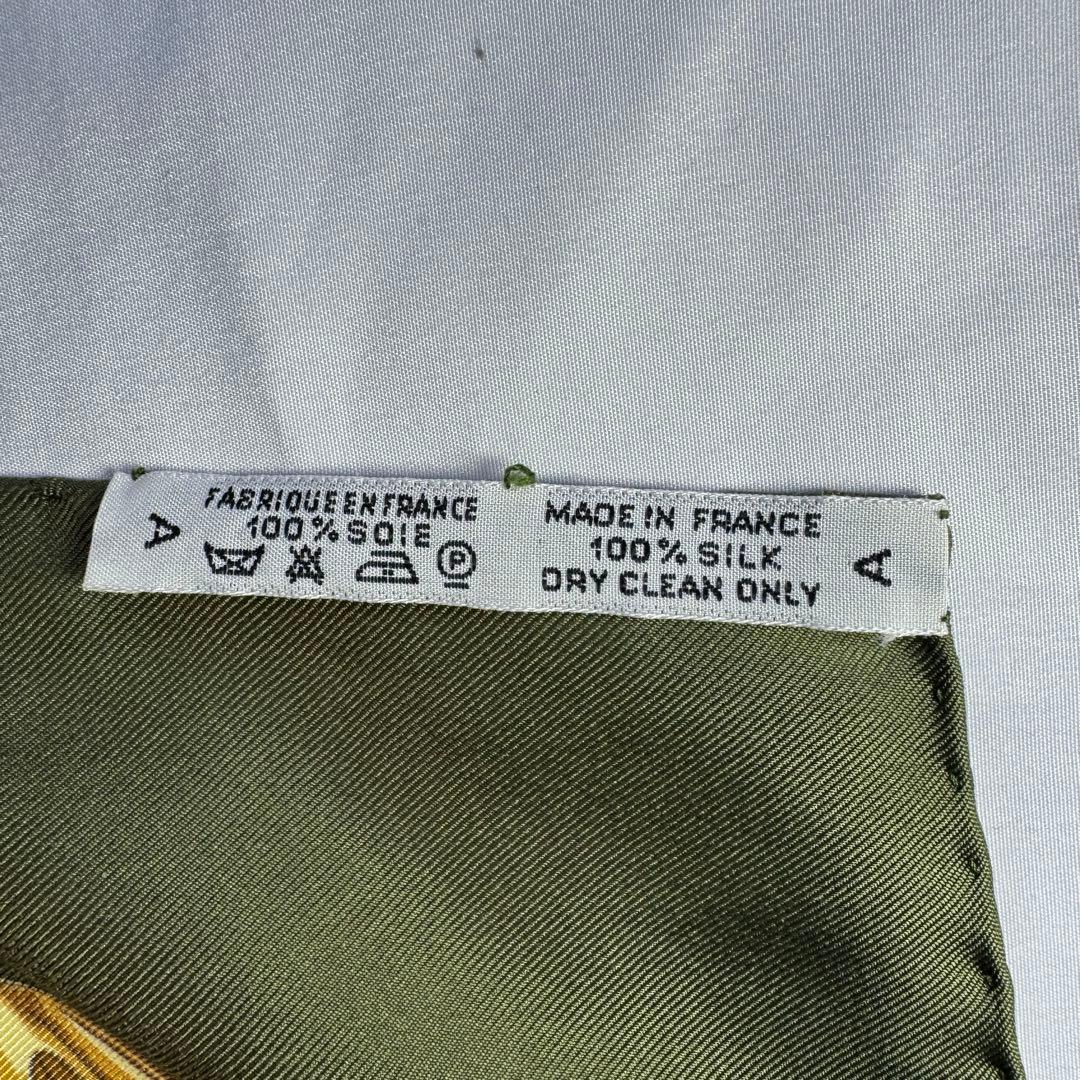 A
FABRIQUE EN FRANCE
100% SOIE
P
MADE IN FRANCE
100% SILK
DRY CLEAN ONLY
A